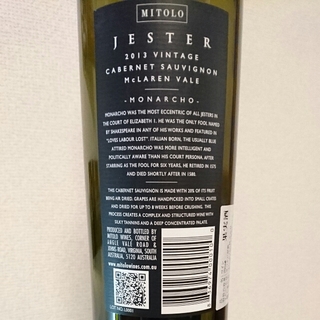 MITOLO
JESTER
2013 VINTAGE
CABERNET SAUVIGNON
McLAREN VALE
-MONARCHO-
MONARCHO WAS THE MOST ECCENTRIC OF ALL JESTERS IN
THE COURT OF ELIZABETH I. HE WAS THE ONLY FOOL NAMED
BY SHAKESPEARE IN ANY OF HIS WORKS AND FEATURED IN
"LOVES LABOUR LOST". ITALIAN BORN, THE USUALLY BLUE
ATTIRED MONARCHO WAS MORE INTELLIGENT AND
POLITICALLY AWARE THAN HIS COURT PERSONA. AFTER
STARRING AS THE FOOL FOR SIX YEARS, HE RETIRED IN 1575
AND DIED SHORTLY AFTER IN 1580.
THIS CABERNET SAUVIGNON IS MADE WITH 20% OF ITS FRUIT
BEING AIR DRIED. GRAPES ARE HANDPICKED INTO SMALL CRATES
AND DRIED FOR UP TO 8 WEEKS BEFORE CRUSHING. THE
PROCESS CREATES A COMPLEX AND STRUCTURED WINE WITH
SILKY TANNINS AND A DEEP CONCENTRATED PALATE.
PRODUCED AND BOTTLED BY
MITOLO WINES, CORNER OF
ANGLE VALE ROAD &
JOHNS ROAD, VIRGINIA, SOUTH
AUSTRALIA, 5120 AUSTRALIA
www.mitolowines.com.au